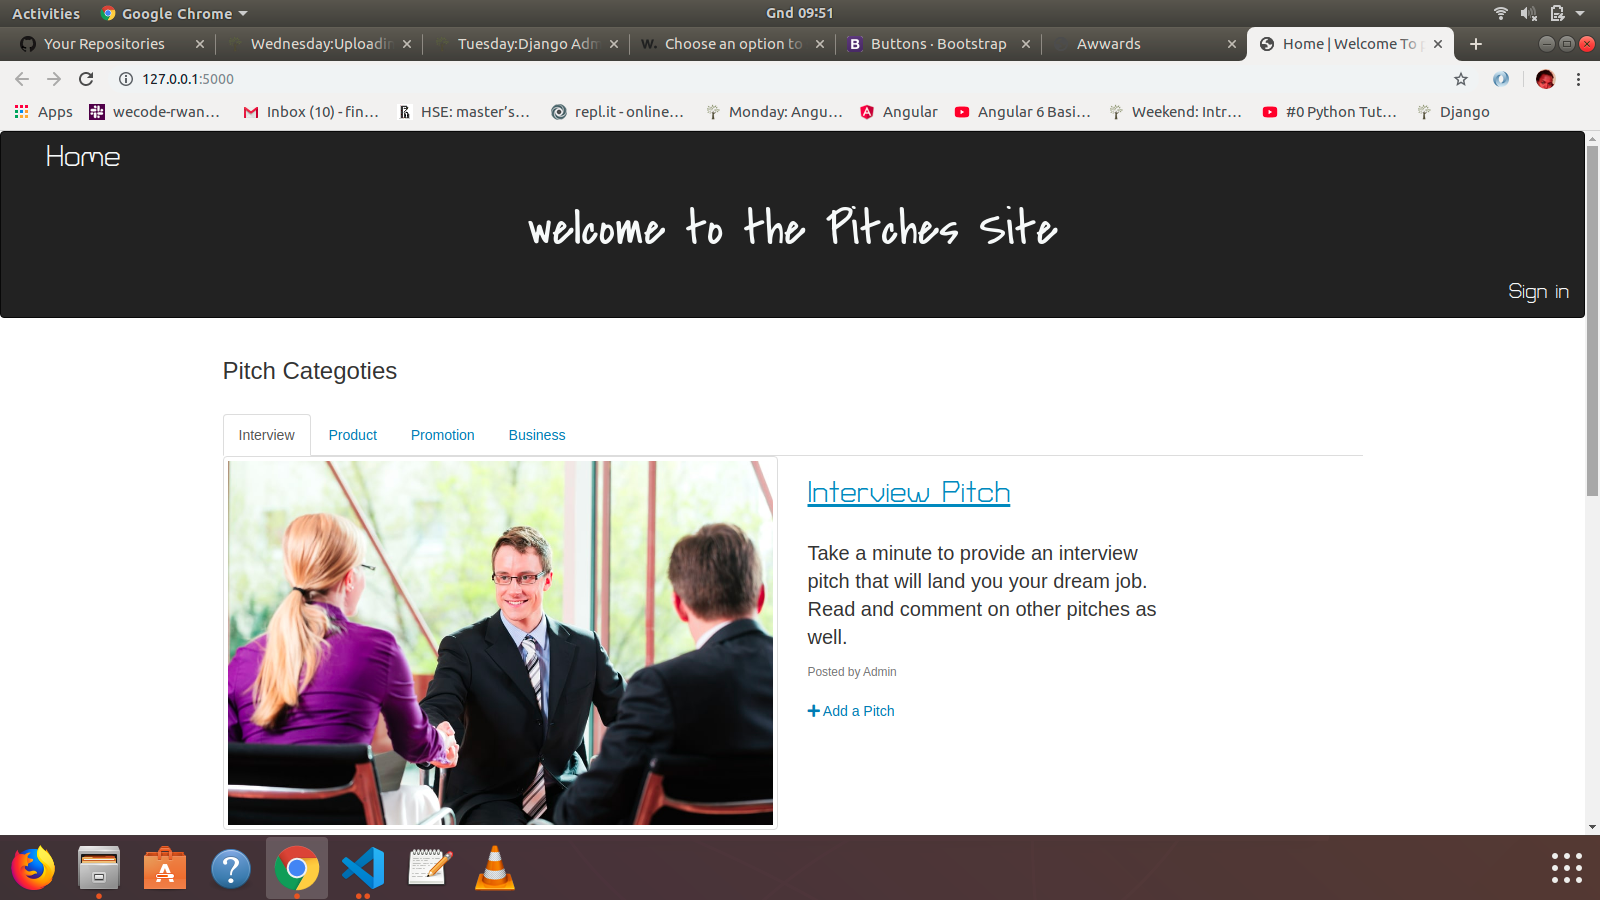 Activities
Google Chrome
Gnd 09:51
Your Repositories
Wednesday:Uploadin
Tuesday:Django Adm
W. Choose an option to
B Buttons · Bootstrap
Awwards
Home | Welcome To
127.0.0.1:5000
Apps
wecode-rwan...
Inbox (10) - fin...
HSE: master's...
repl.it - online...
Monday: Angu...
Angular
Angular 6 Basi...
Weekend: Intr...
#0 Python Tut...
Django
Home
welcome to the Pitches Site
Sign in
Pitch Categoties
Interview
Product
Promotion
Business
Interview Pitch
Take a minute to provide an interview
pitch that will land you your dream job.
Read and comment on other pitches as
well.
Posted by Admin
Add a Pitch